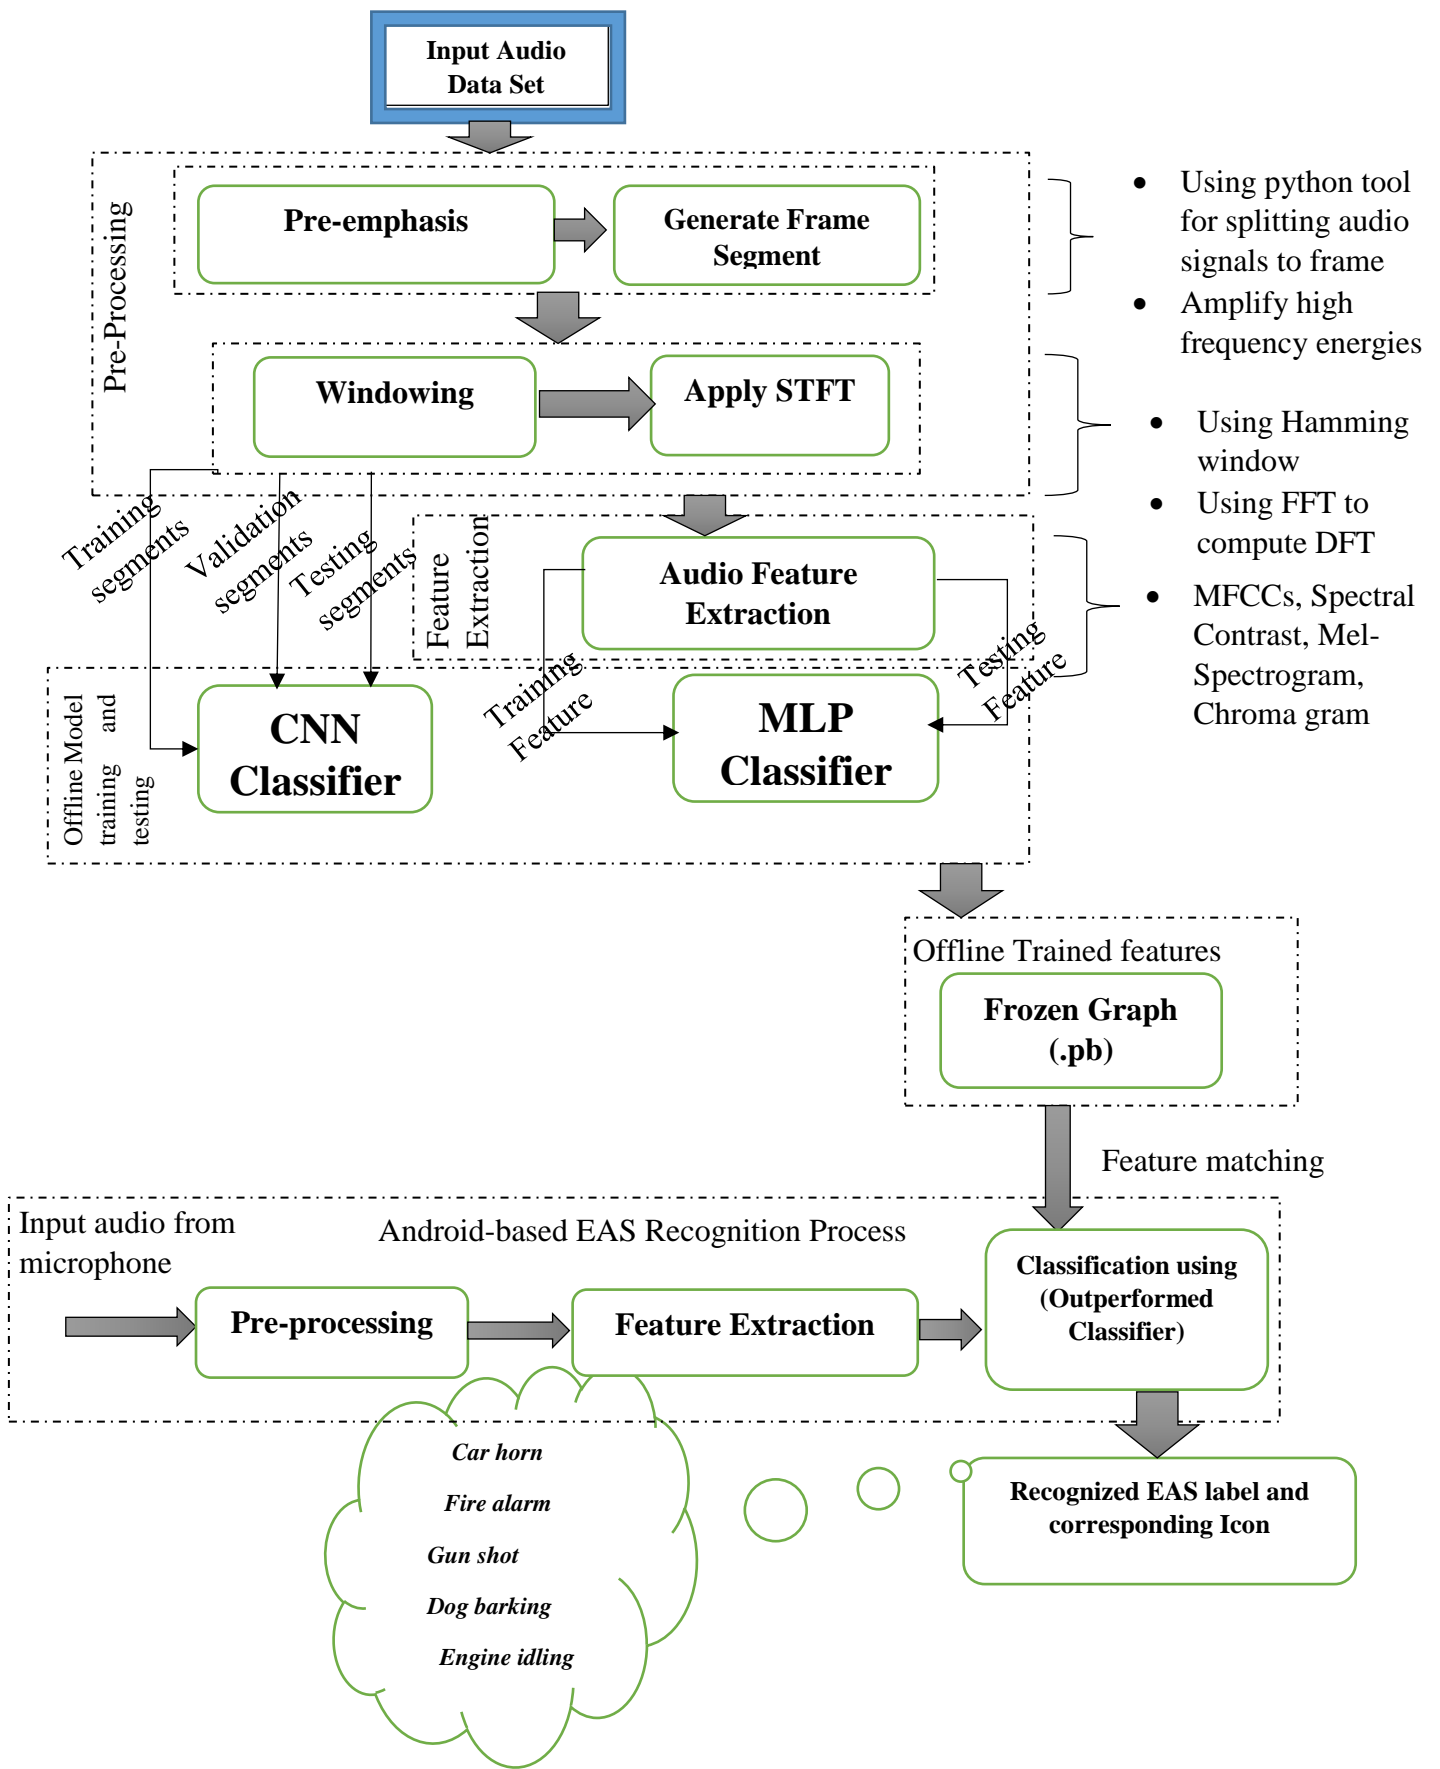 Input Audio
Data Set
Pre-Processing
Pre-emphasis
Generate Frame
Segment
• Using python tool
for splitting audio
signals to frame
• Amplify high
frequency energies
Windowing
Apply STFT
• Using Hamming
window
• Using FFT to
compute DFT
Training
segments
Validation
segments
Testing
segments
Feature
Extraction
Audio Feature
Extraction
• MFCCs, Spectral
Contrast, Mel-
Spectrogram,
Chroma gram
Training
Feature
Testing
Feature
Offline Model
training and
testing
CNN
Classifier
MLP
Classifier
Offline Trained features
Frozen Graph
(.pb)
Feature matching
Input audio from
microphone
Android-based EAS Recognition Process
Pre-processing
Feature Extraction
Classification using
(Outperformed
Classifier)
Car horn
Fire alarm
Gun shot
Dog barking
Engine idling
Recognized EAS label and
corresponding Icon